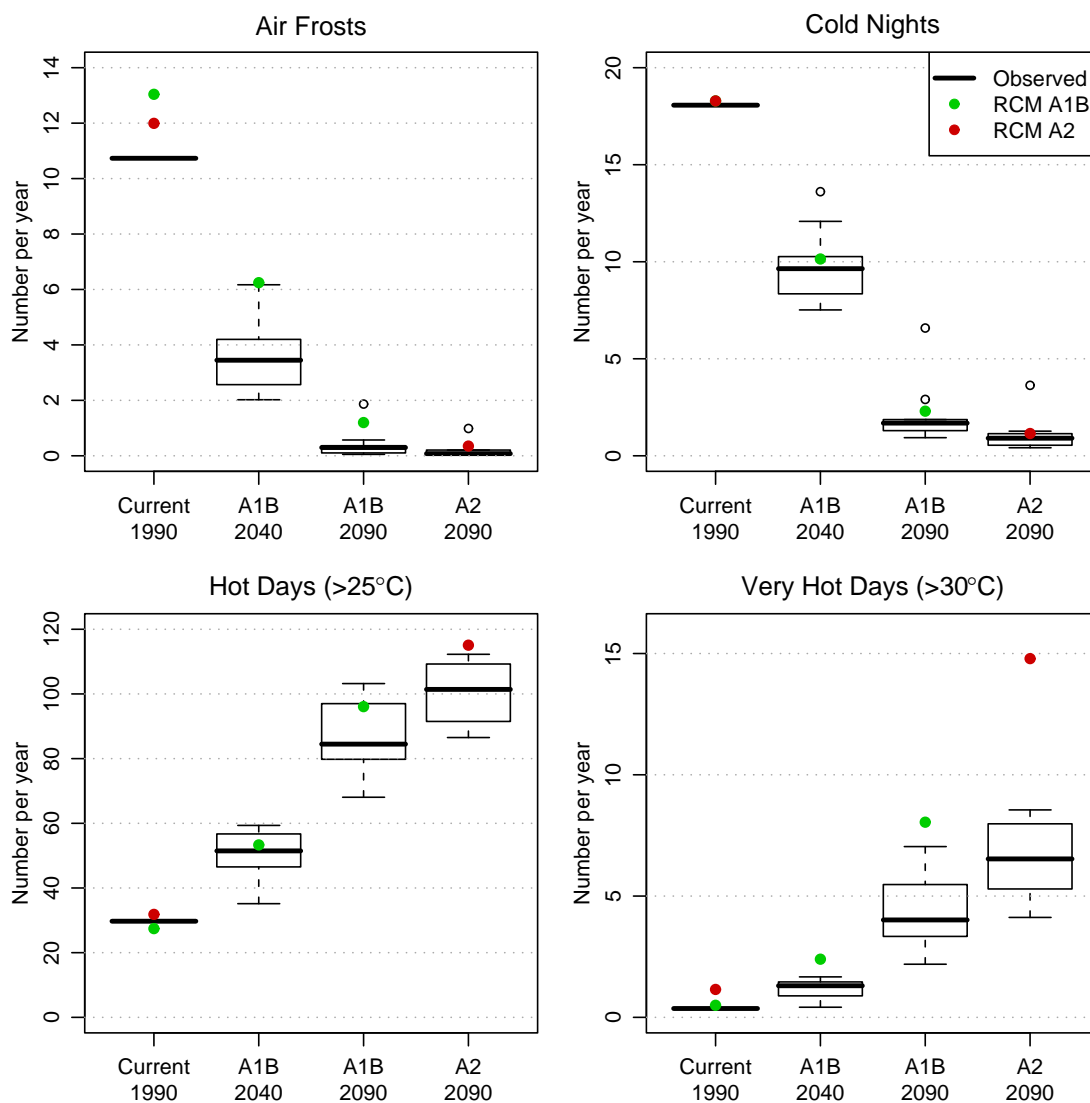 Air Frosts
Number per year
14
12
10
8
6
4
2
0
Current
1990
A1B
2040
A1B
2090
A2
2090
Cold Nights
Number per year
20
15
10
5
0
Observed
RCM A1B
RCM A2
Current
1990
A1B
2040
A1B
2090
A2
2090
Hot Days (>25°C)
Number per year
120
100
80
60
40
20
0
Current
1990
A1B
2040
A1B
2090
A2
2090
Very Hot Days (>30°C)
Number per year
15
10
5
0
Current
1990
A1B
2040
A1B
2090
A2
2090